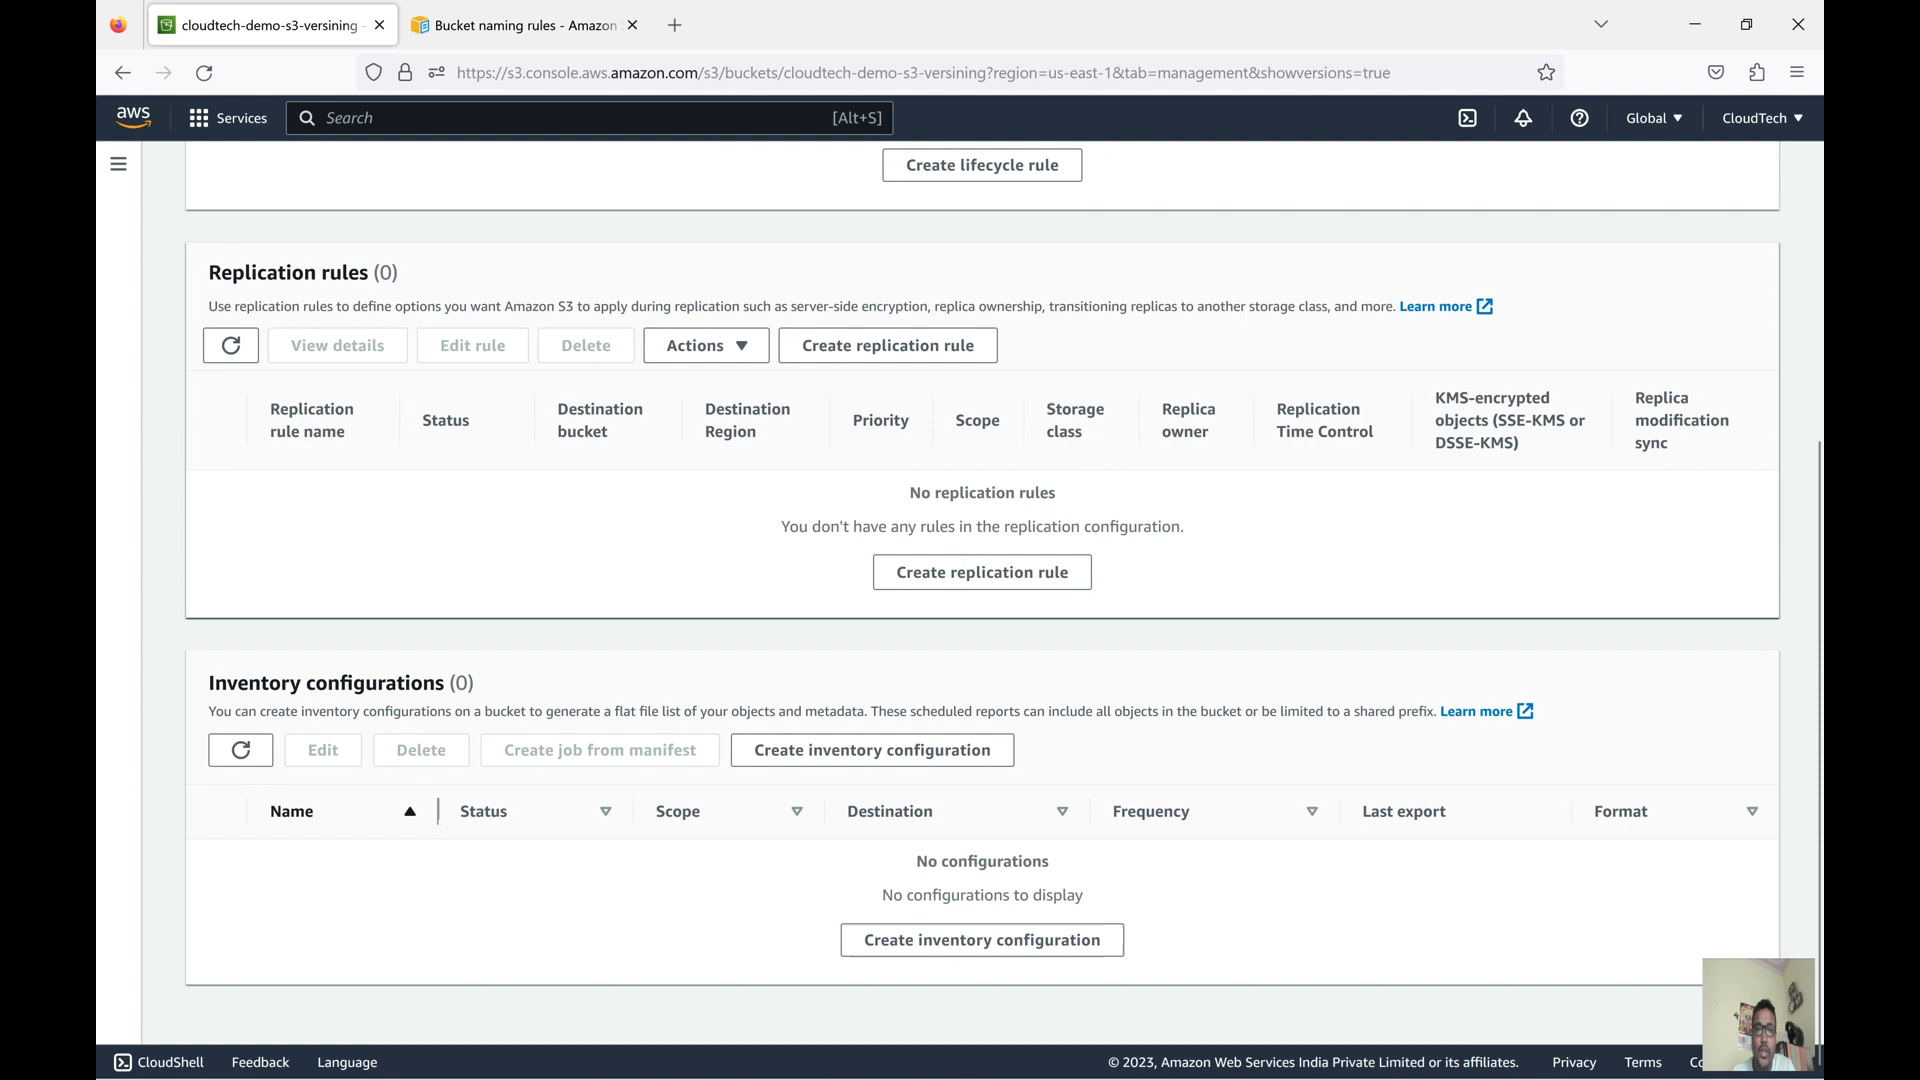 cloudtech-demo-s3-versining -
Bucket naming rules - Amazon
https://s3.console.aws.amazon.com/s3/buckets/cloudtech-demo-s3-versining?region=us-east-1&tab=management&showversions=true
aws
Services
Search
[Alt+S]
Global
CloudTech
Create lifecycle rule
Replication rules (0)
Use replication rules to define options you want Amazon S3 to apply during replication such as server-side encryption, replica ownership, transitioning replicas to another storage class, and more. Learn more
View details
Edit rule
Delete
Actions
Create replication rule
Replication
rule name
Status
Destination
bucket
Destination
Region
Priority
Scope
Storage
class
Replica
owner
Replication
Time Control
KMS-encrypted
objects (SSE-KMS or
DSSE-KMS)
Replica
modification
sync
No replication rules
You don't have any rules in the replication configuration.
Create replication rule
Inventory configurations (0)
You can create inventory configurations on a bucket to generate a flat file list of your objects and metadata. These scheduled reports can include all objects in the bucket or be limited to a shared prefix. Learn more
Edit
Delete
Create job from manifest
Create inventory configuration
Name
Status
Scope
Destination
Frequency
Last export
Format
No configurations
No configurations to display
Create inventory configuration
CloudShell
Feedback
Language
© 2023, Amazon Web Services India Private Limited or its affiliates.
Privacy
Terms